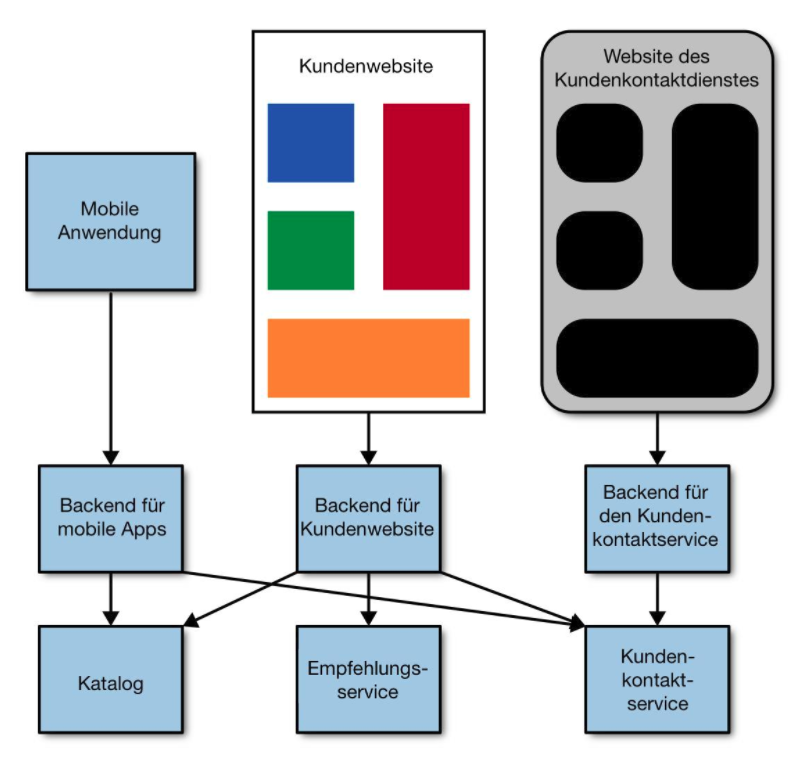 Kundenwebsite
Website des
Kundenkontaktdienstes
Mobile
Anwendung
Backend für
mobile Apps
Backend für
Kundenwebsite
Backend für
den Kunden-
kontaktservice
Katalog
Empfehlungs-
service
Kunden-
kontakt-
service